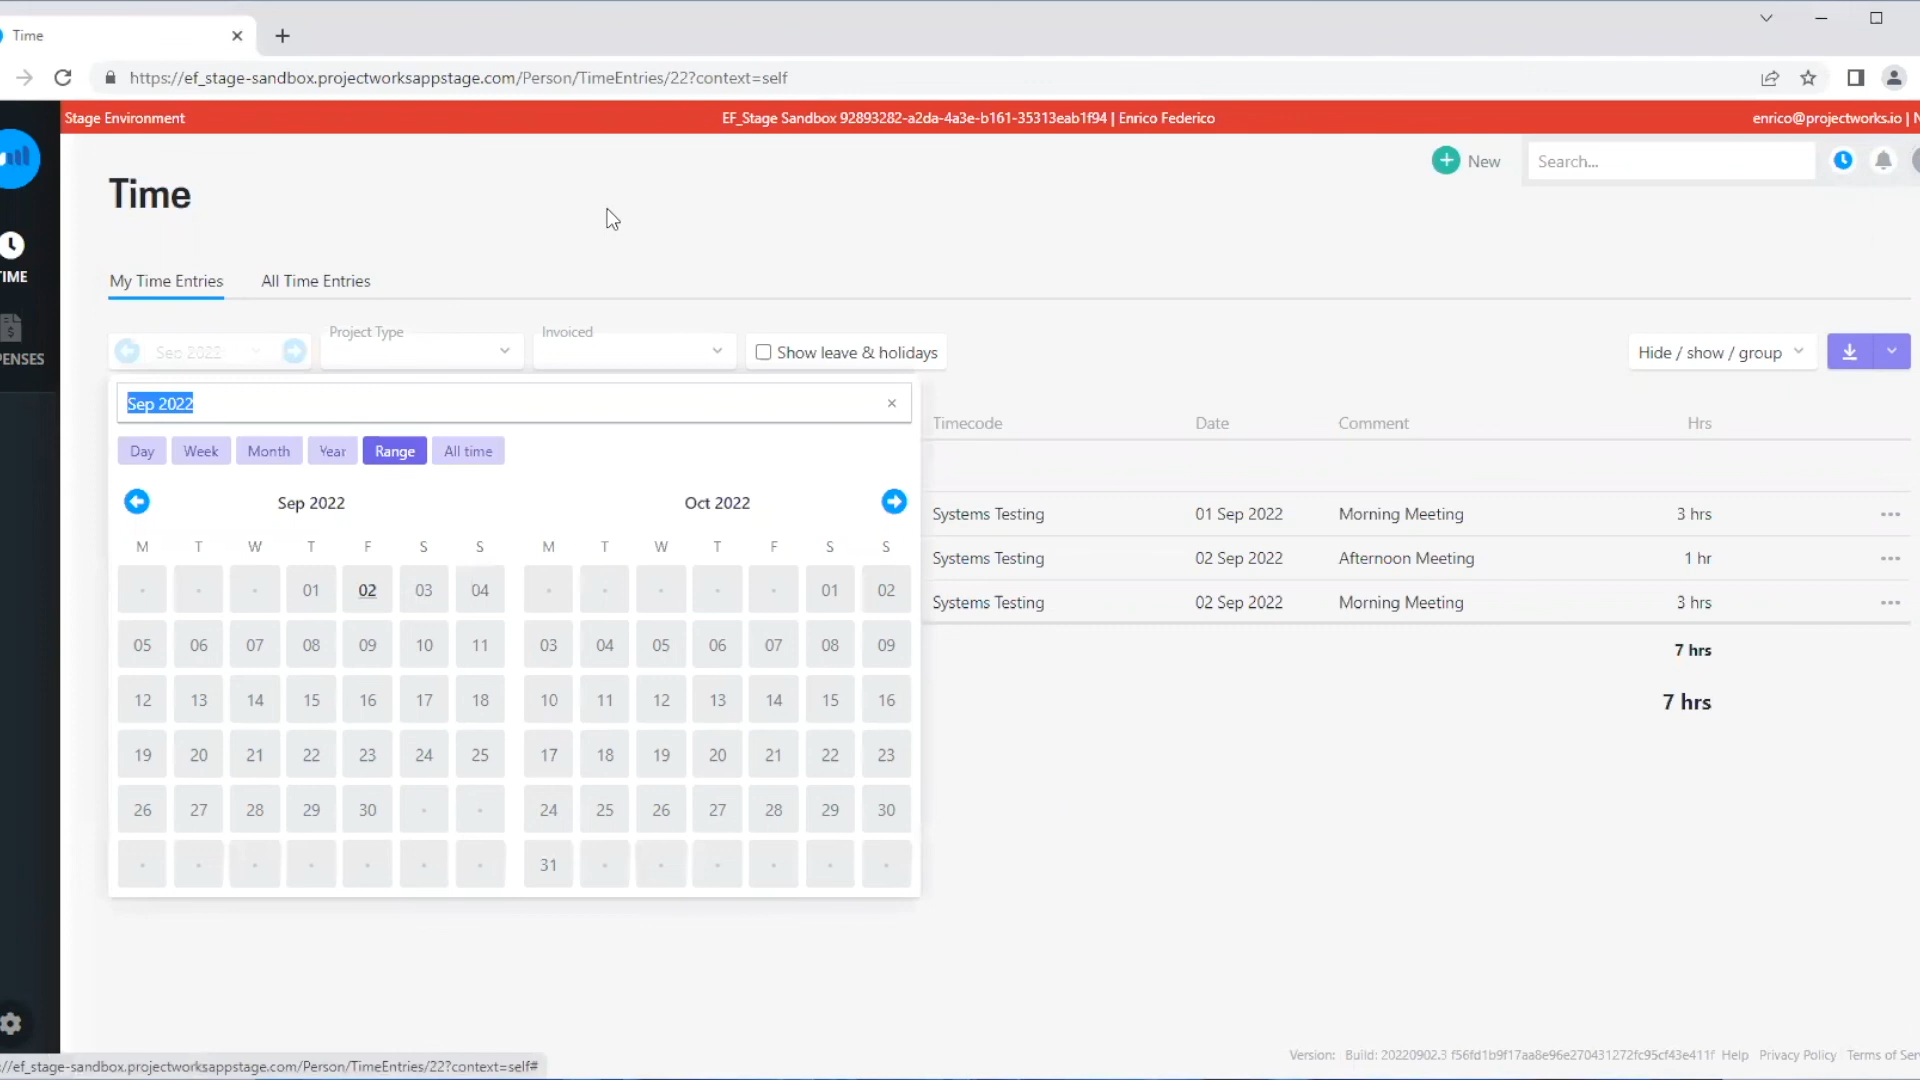 Time
https://ef_stage-sandbox.projectworksappstage.com/Person/TimeEntries/22?context=self
Stage Environment
EF_Stage Sandbox 92893282-a2da-4a3e-b161-35313eab1f94 | Enrico Federico
enrico@projectworks.io | N
New
Search...
Time
TIME
PENSES
My Time Entries
All Time Entries
Sep 2022
Project Type
Invoiced
Show leave & holidays
Hide / show / group
Sep 2022
Day Week Month Year Range All time
Sep 2022
Oct 2022
M T W T F S S
M T W T F S S
01 02 03 04
01 02
05 06 07 08 09 10 11
03 04 05 06 07 08 09
12 13 14 15 16 17 18
10 11 12 13 14 15 16
19 20 21 22 23 24 25
17 18 19 20 21 22 23
26 27 28 29 30
24 25 26 27 28 29 30
31
Timecode Date Comment Hrs
Systems Testing 01 Sep 2022 Morning Meeting 3 hrs
Systems Testing 02 Sep 2022 Afternoon Meeting 1 hr
Systems Testing 02 Sep 2022 Morning Meeting 3 hrs
7 hrs
7 hrs
Version: Build: 20220902.3 f56fd1b9f17aa8e96e270431272fc95cf43e411f Help Privacy Policy Terms of Ser
://ef_stage-sandbox.projectworksappstage.com/Person/TimeEntries/22?context=self#